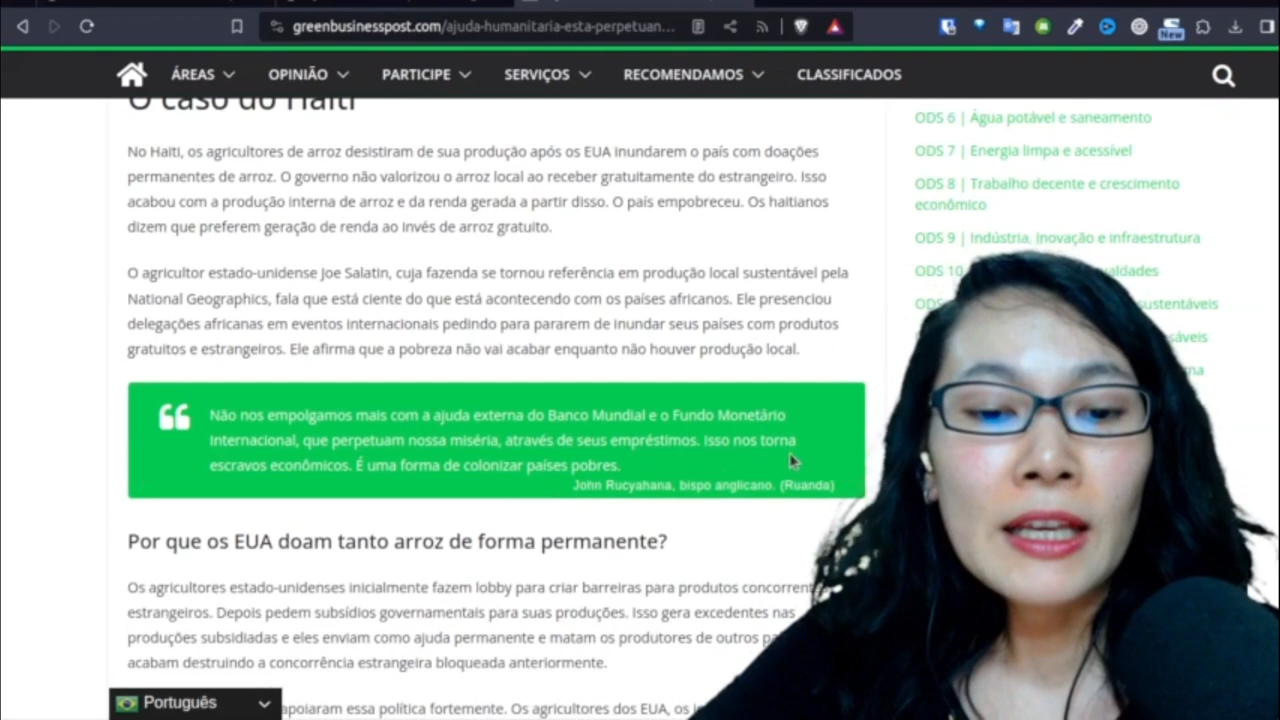 greenbusinesspost.com/ajuda-humanitaria-esta-perpetuan...
New
ÁREAS
OPINIÃO
PARTICIPE
SERVIÇOS
RECOMENDAMOS
CLASSIFICADOS
O caso do Haiti
No Haiti, os agricultores de arroz desistiram de sua produção após os EUA inundarem o país com doações
permanentes de arroz. O governo não valorizou o arroz local ao receber gratuitamente do estrangeiro. Isso
acabou com a produção interna de arroz e da renda gerada a partir disso. O país empobreceu. Os haitianos
dizem que preferem geração de renda ao invés de arroz gratuito.
O agricultor estado-unidense Joe Salatin, cuja fazenda se tornou referência em produção local sustentável pela
National Geographics, fala que está ciente do que está acontecendo com os países africanos. Ele presenciou
delegações africanas em eventos internacionais pedindo para pararem de inundar seus países com produtos
gratuitos e estrangeiros. Ele afirma que a pobreza não vai acabar enquanto não houver produção local.
Não nos empolgamos mais com a ajuda externa do Banco Mundial e o Fundo Monetário
Internacional, que perpetuam nossa miséria, através de seus empréstimos. Isso nos torna
escravos econômicos. É uma forma de colonizar países pobres.
John Rucyahana, bispo anglicano. (Ruanda)
Por que os EUA doam tanto arroz de forma permanente?
Os agricultores estado-unidenses inicialmente fazem lobby para criar barreiras para produtos
estrangeiros. Depois pedem subsídios governamentais para suas produções. Isso gera excedentes nas
produções subsidiadas e eles enviam como ajuda permanente e matam os produtores de outros
acabam destruindo a concorrência estrangeira bloqueada anteriormente.
apoiaram essa política fortemente. Os agricultores dos EUA, os
Português
ODS 6 | Água potável e saneamento
ODS 7 | Energia limpa e acessível
ODS 8 | Trabalho decente e crescimento
econômico
ODS 9 | Indústria, inovação e infraestrutura
ODS 10
sustentáveis